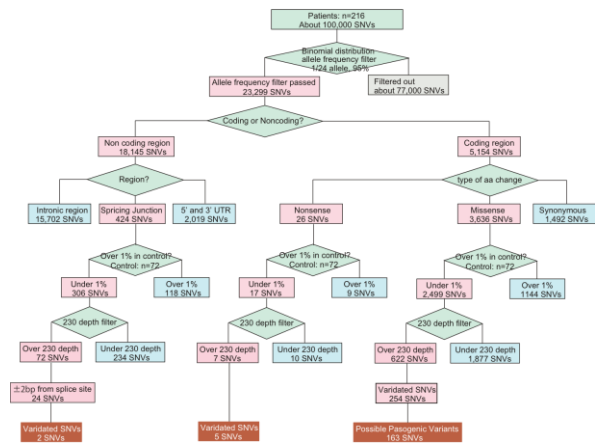 Patients: n=216
About 100,000 SNVs
Binomial distribution
allele frequency filter
1/24 allele, 95%
Allele frequency filter passed
23,299 SNVs
Filtered out
about 77,000 SNVs
Coding or Noncoding?
Non coding region
18,145 SNVs
Coding region
5,154 SNVs
Region?
type of aa change
Intronic region
15,702 SNVs
Spricing Junction
424 SNVs
5' and 3' UTR
2,019 SNVs
Nonsense
26 SNVs
Missense
3,636 SNVs
Synonymous
1,492 SNVs
Over 1% in control?
Control: n=72
Over 1% in control?
Control: n=72
Over 1% in control?
Control: n=72
Under 1%
306 SNVs
Over 1%
118 SNVs
Under 1%
17 SNVs
Over 1%
9 SNVs
Under 1%
2,499 SNVs
Over 1%
1144 SNVs
230 depth filter
230 depth filter
230 depth filter
Over 230 depth
72 SNVs
Under 230 depth
234 SNVs
Over 230 depth
7 SNVs
Under 230 depth
10 SNVs
Over 230 depth
622 SNVs
Under 230 depth
1,877 SNVs
±2bp from splice site
24 SNVs
Varidated SNVs
254 SNVs
Varidated SNVs
2 SNVs
Varidated SNVs
5 SNVs
Possible Pasogenic Variants
163 SNVs